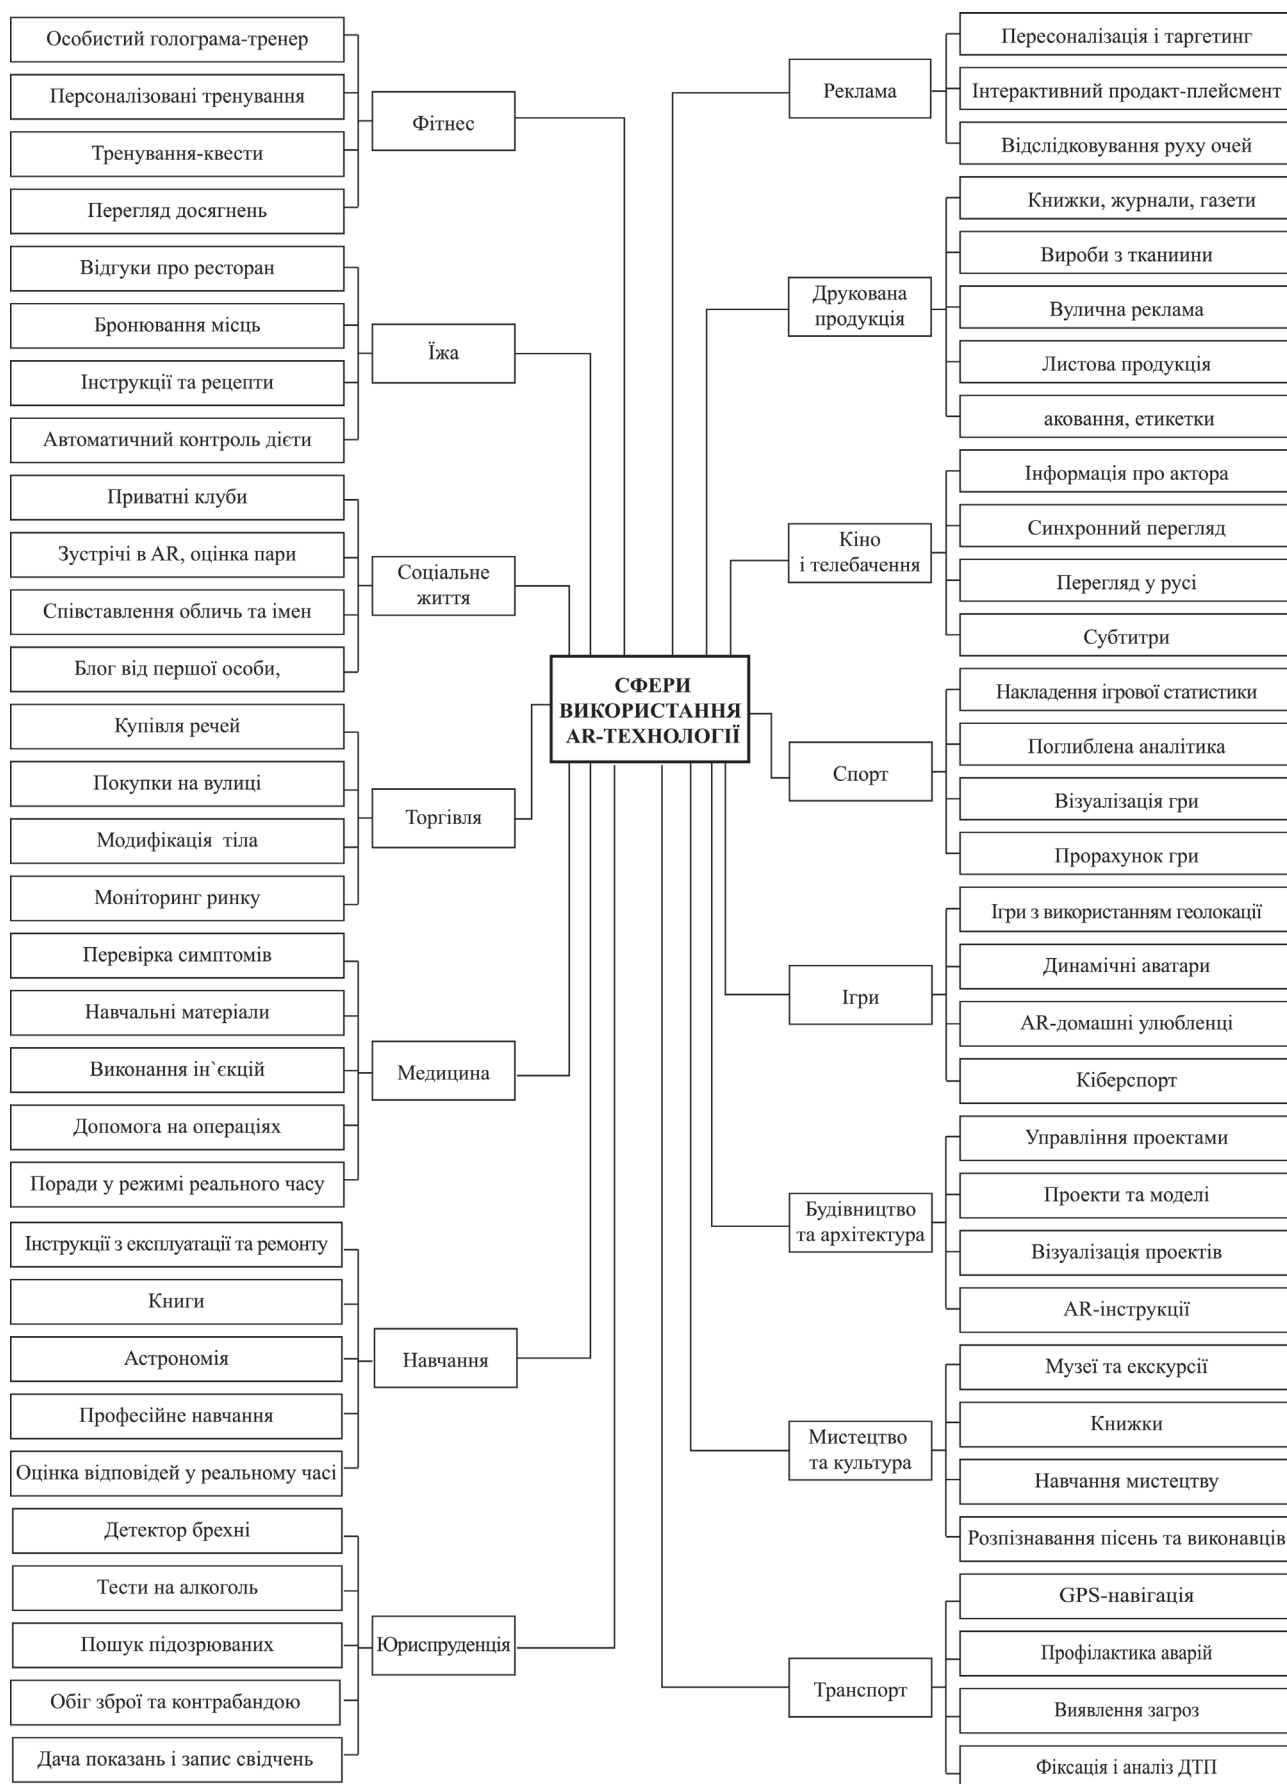 Особистий голограма-тренер
Персоналізовані тренування
Тренування-квести
Перегляд досягнень
Фітнес
Відгуки про ресторан
Бронювання місць
Інструкції та рецепти
Автоматичний контроль дієти
Їжа
Приватні клуби
Зустрічі в AR, оцінка пари
Співставлення облич та імен
Блог від першої особи,
Соціальне
життя
Купівля речей
Покупки на вулиці
Модифікація тіла
Моніторинг ринку
Торгівля
Перевірка симптомів
Навчальні матеріали
Виконання ін`єкцій
Допомога на операціях
Поради у режимі реального часу
Медицина
Інструкції з експлуатації та ремонту
Книги
Астрономія
Професійне навчання
Оцінка відповідей у реальному часі
Навчання
Детектор брехні
Тести на алкоголь
Пошук підозрюваних
Обіг зброї та контрабандою
Дача показань і запис свідчень
Юриспруденція
СФЕРИ
ВИКОРИСТАННЯ
AR-ТЕХНОЛОГІЇ
Реклама
Пересоналізація і таргетинг
Інтерактивний продакт-плейсмент
Відслідковування руху очей
Друкована
продукція
Книжки, журнали, газети
Вироби з тканиини
Вулична реклама
Листова продукція
аковання, етикетки
Кіно
і телебачення
Інформація про актора
Синхронний перегляд
Перегляд у русі
Субтитри
Спорт
Накладення ігрової статистики
Поглиблена аналітика
Візуалізація гри
Прорахунок гри
Ігри
Ігри з використанням геолокації
Динамічні аватари
AR-домашні улюбленці
Кіберспорт
Будівництво
та архітектура
Управління проектами
Проекти та моделі
Візуалізація проектів
AR-інструкції
Мистецтво
та культура
Музеї та екскурсії
Книжки
Навчання мистецтву
Розпізнавання пісень та виконавців
Транспорт
GPS-навігація
Профілактика аварій
Виявлення загроз
Фіксація і аналіз ДТП